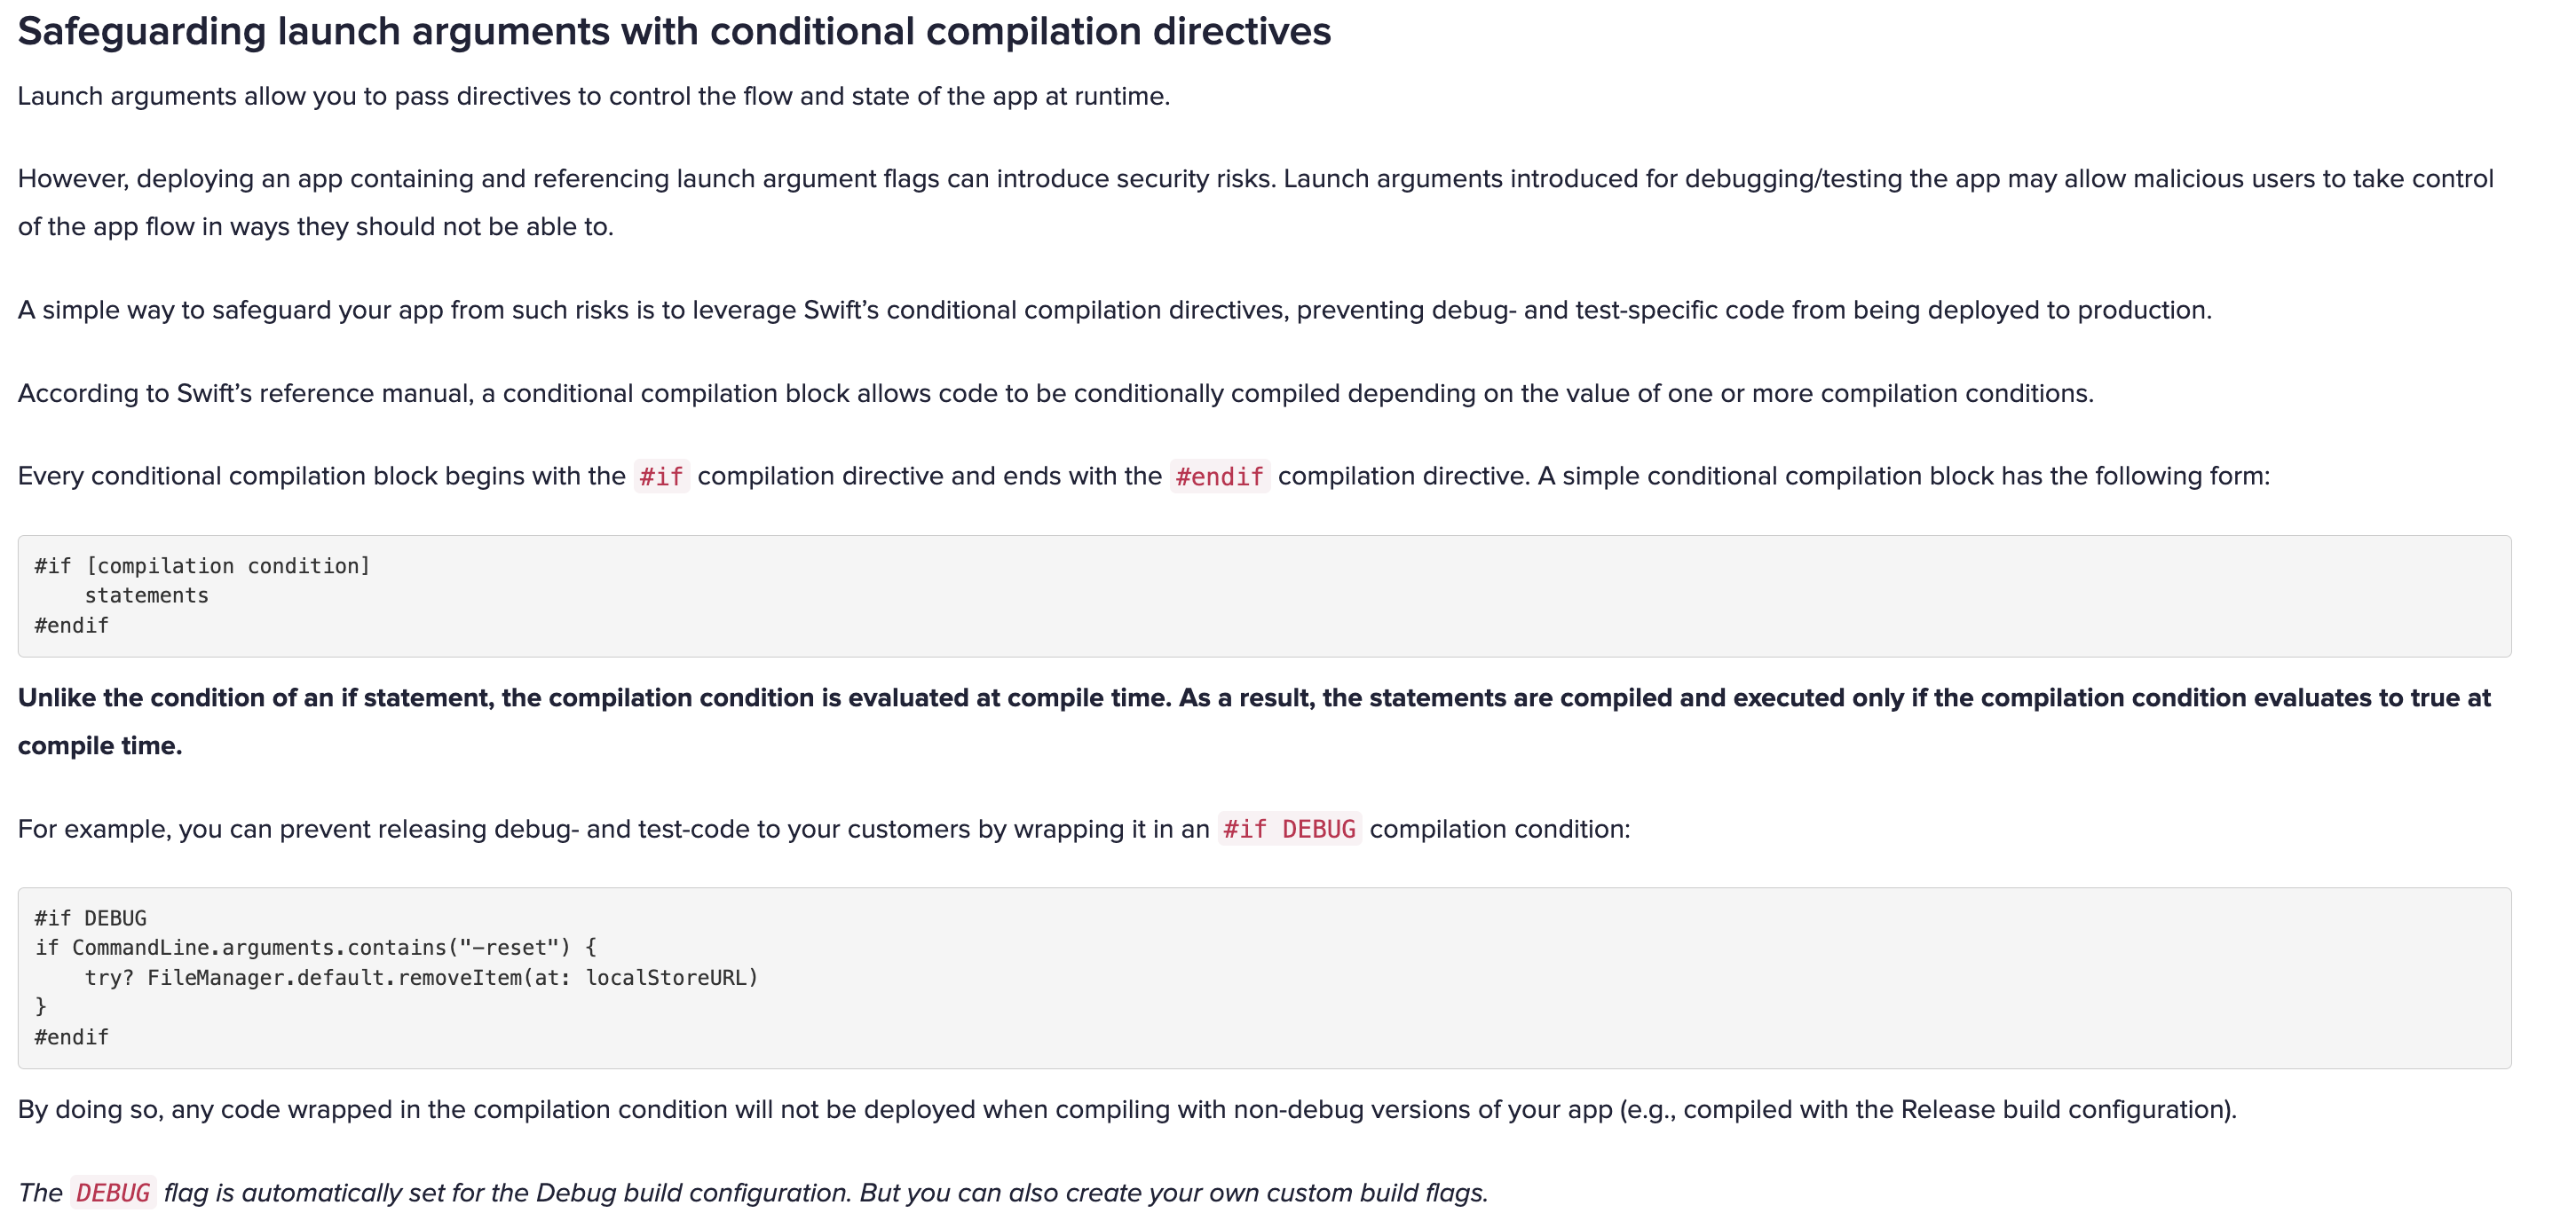 Safeguarding launch arguments with conditional compilation directives
Launch arguments allow you to pass directives to control the flow and state of the app at runtime.
However, deploying an app containing and referencing launch argument flags can introduce security risks. Launch arguments introduced for debugging/testing the app may allow malicious users to take control
of the app flow in ways they should not be able to.
A simple way to safeguard your app from such risks is to leverage Swift’s conditional compilation directives, preventing debug- and test-specific code from being deployed to production.
According to Swift’s reference manual, a conditional compilation block allows code to be conditionally compiled depending on the value of one or more compilation conditions.
Every conditional compilation block begins with the #if compilation directive and ends with the #endif compilation directive. A simple conditional compilation block has the following form:
#if [compilation condition]
    statements
#endif
Unlike the condition of an if statement, the compilation condition is evaluated at compile time. As a result, the statements are compiled and executed only if the compilation condition evaluates to true at
compile time.
For example, you can prevent releasing debug- and test-code to your customers by wrapping it in an #if DEBUG compilation condition:
#if DEBUG
if CommandLine.arguments.contains("-reset") {
    try? FileManager.default.removeItem(at: localStoreURL)
}
#endif
By doing so, any code wrapped in the compilation condition will not be deployed when compiling with non-debug versions of your app (e.g., compiled with the Release build configuration).
The DEBUG flag is automatically set for the Debug build configuration. But you can also create your own custom build flags.